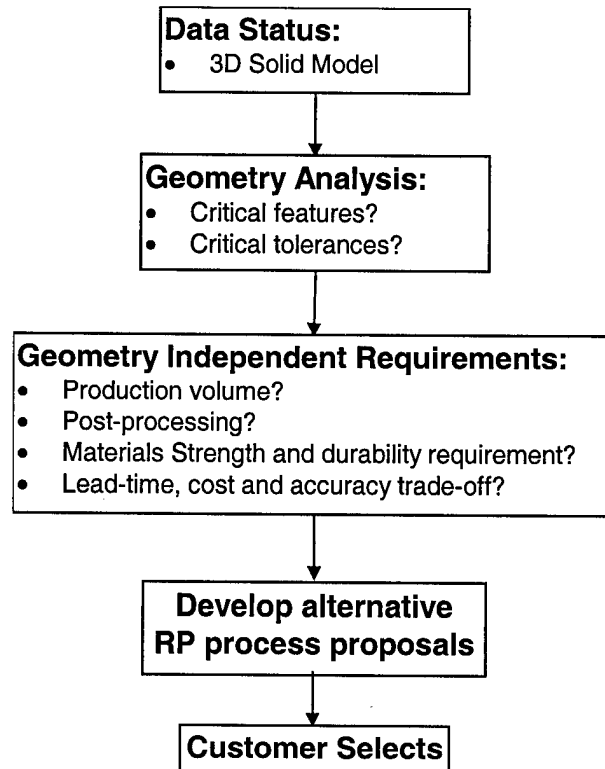 Data Status:
• 3D Solid Model
Geometry Analysis:
• Critical features?
• Critical tolerances?
Geometry Independent Requirements:
• Production volume?
• Post-processing?
• Materials Strength and durability requirement?
• Lead-time, cost and accuracy trade-off?
Develop alternative
RP process proposals
Customer Selects